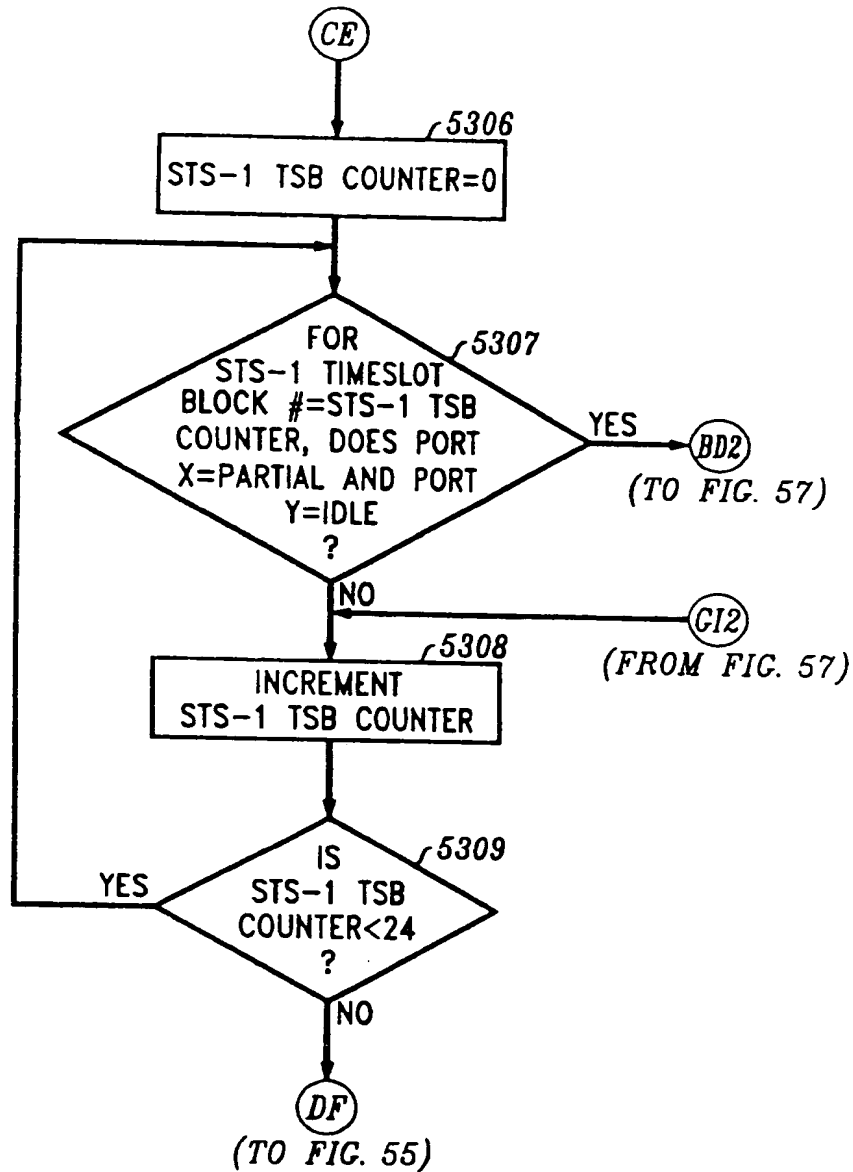 CE
5306
STS-1 TSB COUNTER=0
5307
FOR
STS-1 TIMESLOT
BLOCK #=STS-1 TSB
COUNTER, DOES PORT
X=PARTIAL AND PORT
Y=IDLE
?
YES
BD2
(TO FIG. 57)
NO
GI2
(FROM FIG. 57)
5308
INCREMENT
STS-1 TSB COUNTER
5309
IS
STS-1 TSB
COUNTER<24
?
YES
NO
DF
(TO FIG. 55)